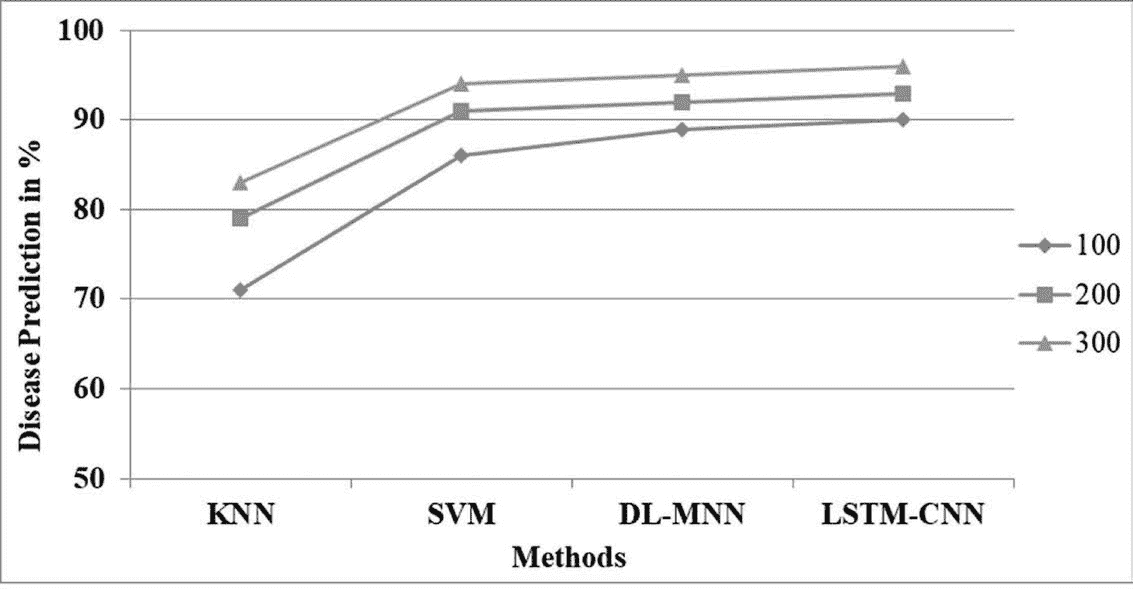 100
90
80
70
60
50
Disease Prediction in %
KNN
SVM
DL-MNN
LSTM-CNN
Methods
100
200
300